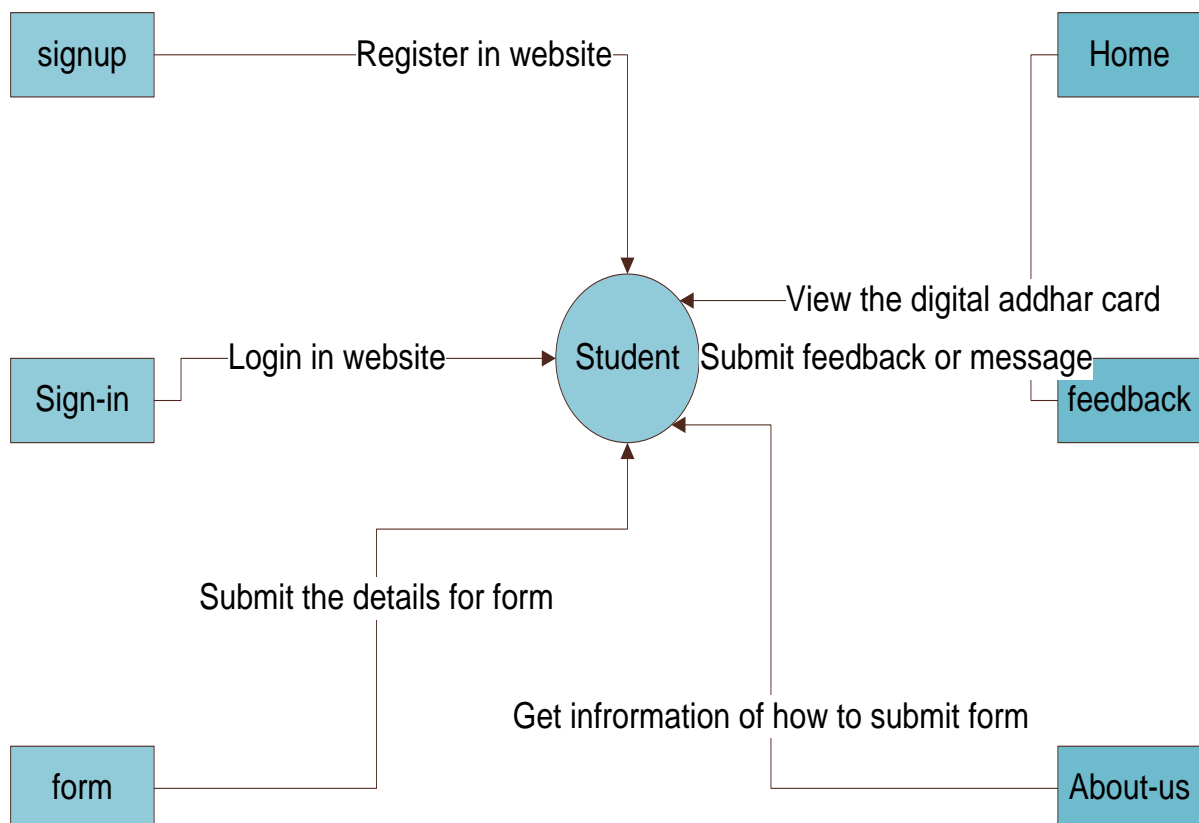 signup
Register in website
Home
View the digital addhar card
Login in website
Student
Submit feedback or message
Sign-in
feedback
Submit the details for form
Get infrormation of how to submit form
form
About-us